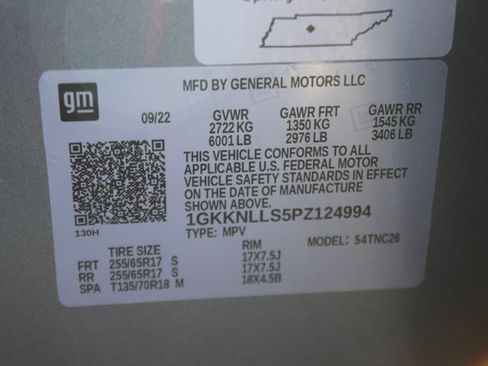 gm
MFD BY GENERAL MOTORS LLC
09/22 GVWR GAWR FRT GAWR RR
2722 KG 1350 KG 1545 KG
6001 LB 2976 LB 3406 LB
THIS VEHICLE CONFORMS TO ALL
APPLICABLE U.S. FEDERAL MOTOR
VEHICLE SAFETY STANDARDS IN EFFECT
ON THE DATE OF MANUFACTURE
SHOWN ABOVE.
1GKKNLLS5PZ124994
TYPE: MPV MODEL: 54TNC26
130H
TIRE SIZE RIM
FRT 255/65R17 S 17X7.5J
RR 255/65R17 S 17X7.5J
SPA T135/70R18 M 18X4.5B